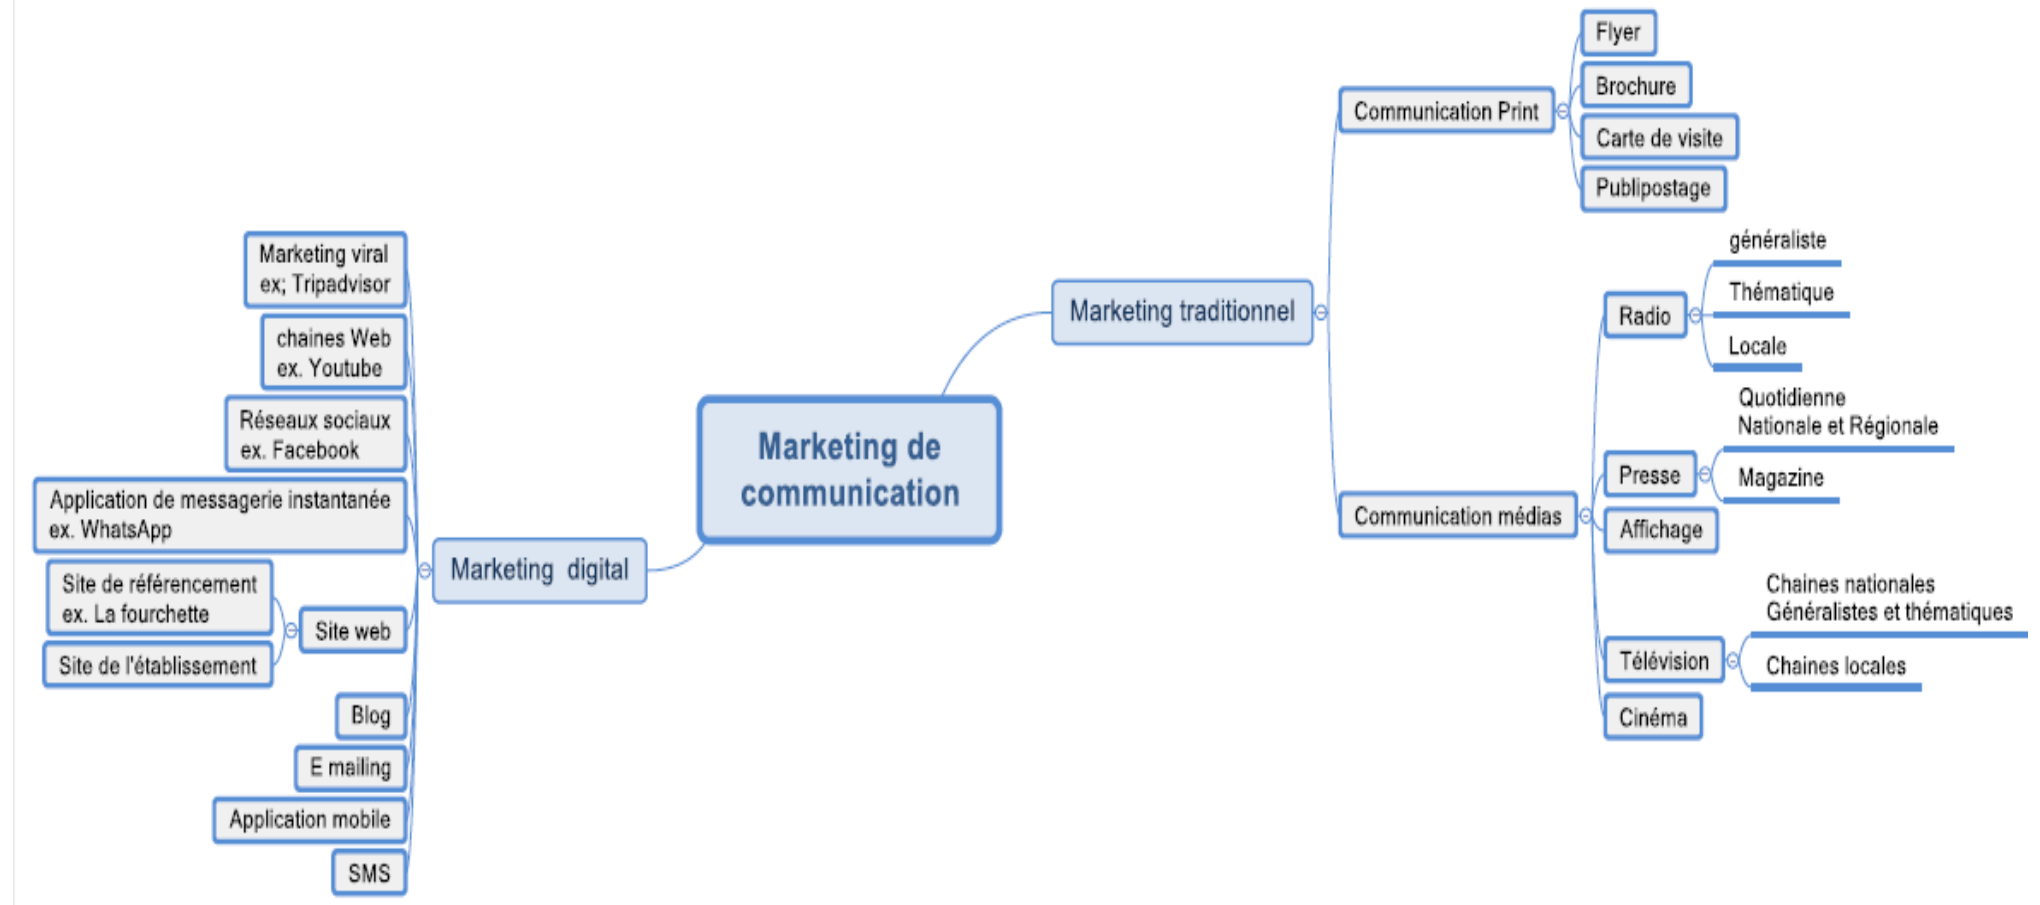 Marketing de
communication
Marketing traditionnel
Communication Print
Flyer
Brochure
Carte de visite
Publipostage
Communication médias
Radio
généraliste
Thématique
Locale
Presse
Quotidienne
Nationale et Régionale
Magazine
Affichage
Télévision
Chaines nationales
Généralistes et thématiques
Chaines locales
Cinéma
Marketing digital
Marketing viral
ex; Tripadvisor
chaines Web
ex. Youtube
Réseaux sociaux
ex. Facebook
Application de messagerie instantanée
ex. WhatsApp
Site web
Site de référencement
ex. La fourchette
Site de l'établissement
Blog
E mailing
Application mobile
SMS